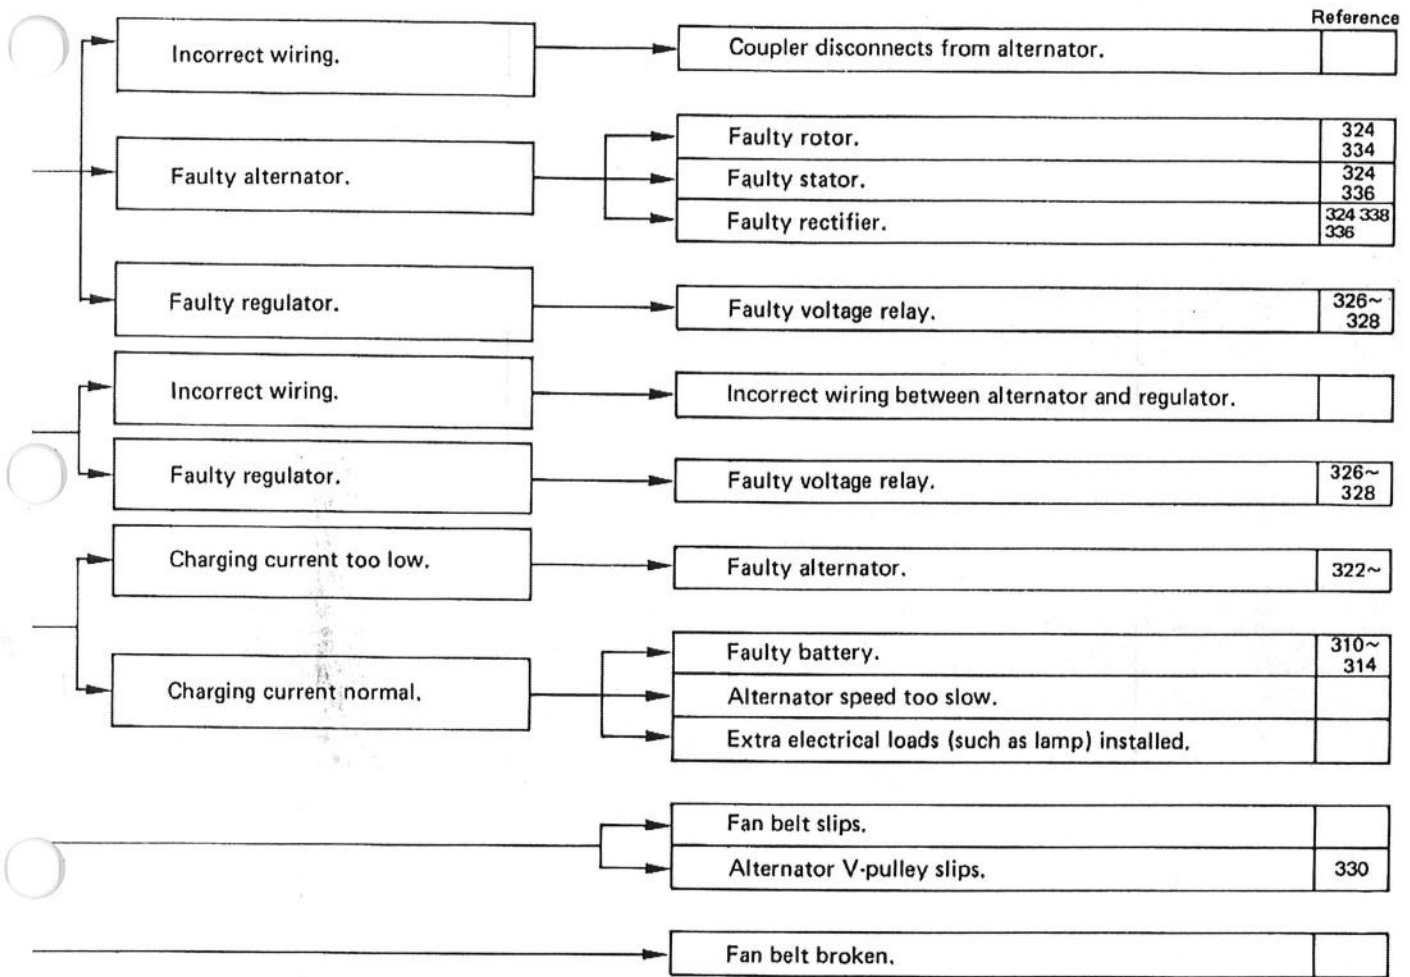 Reference
Incorrect wiring.
Coupler disconnects from alternator.
Faulty alternator.
Faulty rotor.
324
334
Faulty stator.
324
336
Faulty rectifier.
324 338
336
Faulty regulator.
Faulty voltage relay.
326~
328
Incorrect wiring.
Incorrect wiring between alternator and regulator.
Faulty regulator.
Faulty voltage relay.
326~
328
Charging current too low.
Faulty alternator.
322~
Charging current normal.
Faulty battery.
310~
314
Alternator speed too slow.
Extra electrical loads (such as lamp) installed.
Fan belt slips.
Alternator V-pulley slips.
330
Fan belt broken.